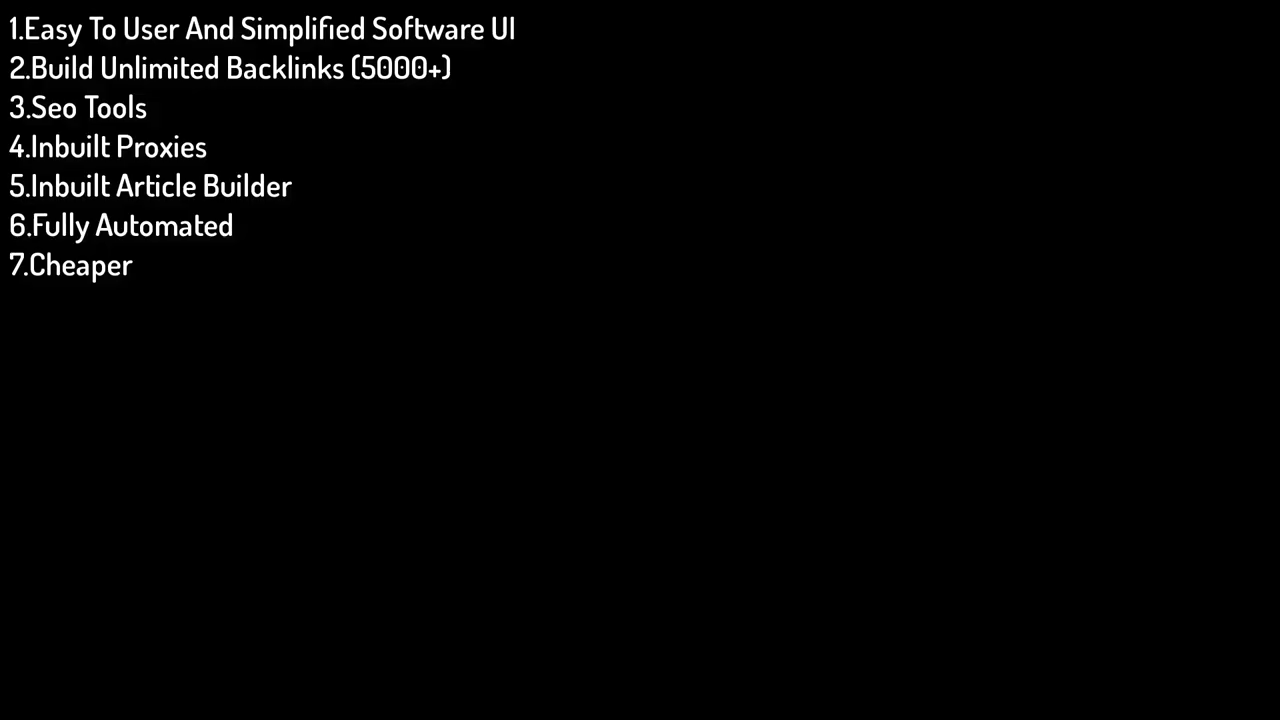 1.Easy To User And Simplified Software UI
2.Build Unlimited Backlinks (5000+)
3.Seo Tools
4.Inbuilt Proxies
5.Inbuilt Article Builder
6.Fully Automated
7.Cheaper